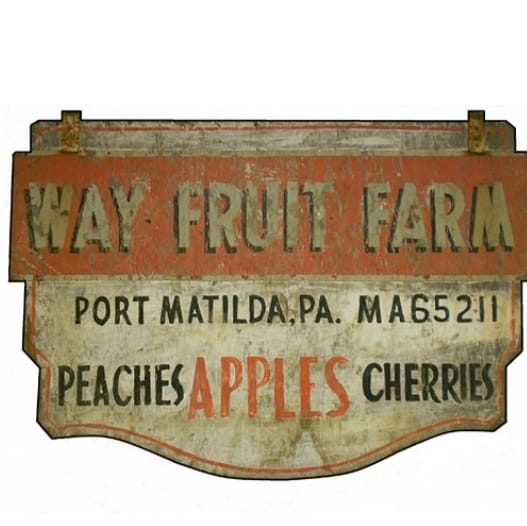 WAY FRUIT FARM
PORT MATILDA, PA. MA65211
PEACHES APPLES CHERRIES